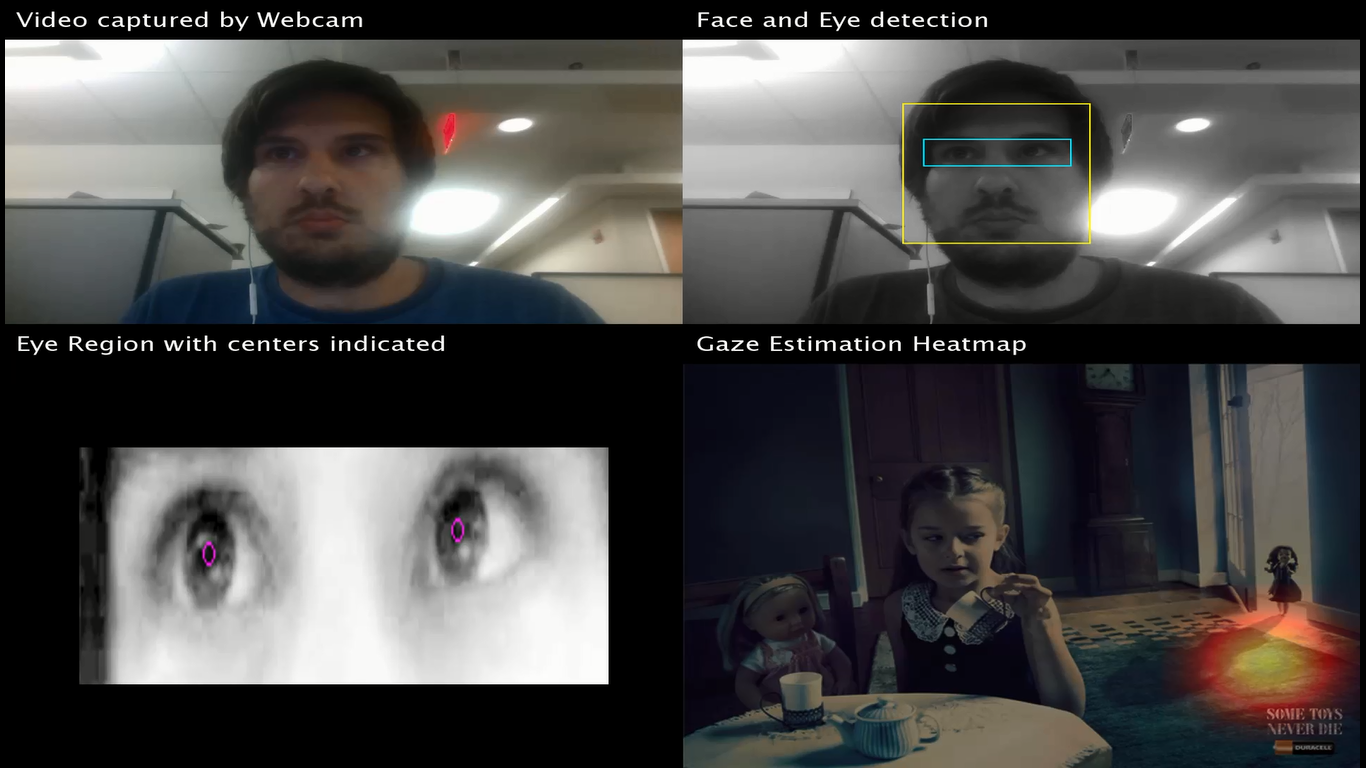 Video captured by Webcam
Face and Eye detection
Eye Region with centers indicated
Gaze Estimation Heatmap
SOME TOYS
NEVER DIE
DURACELL